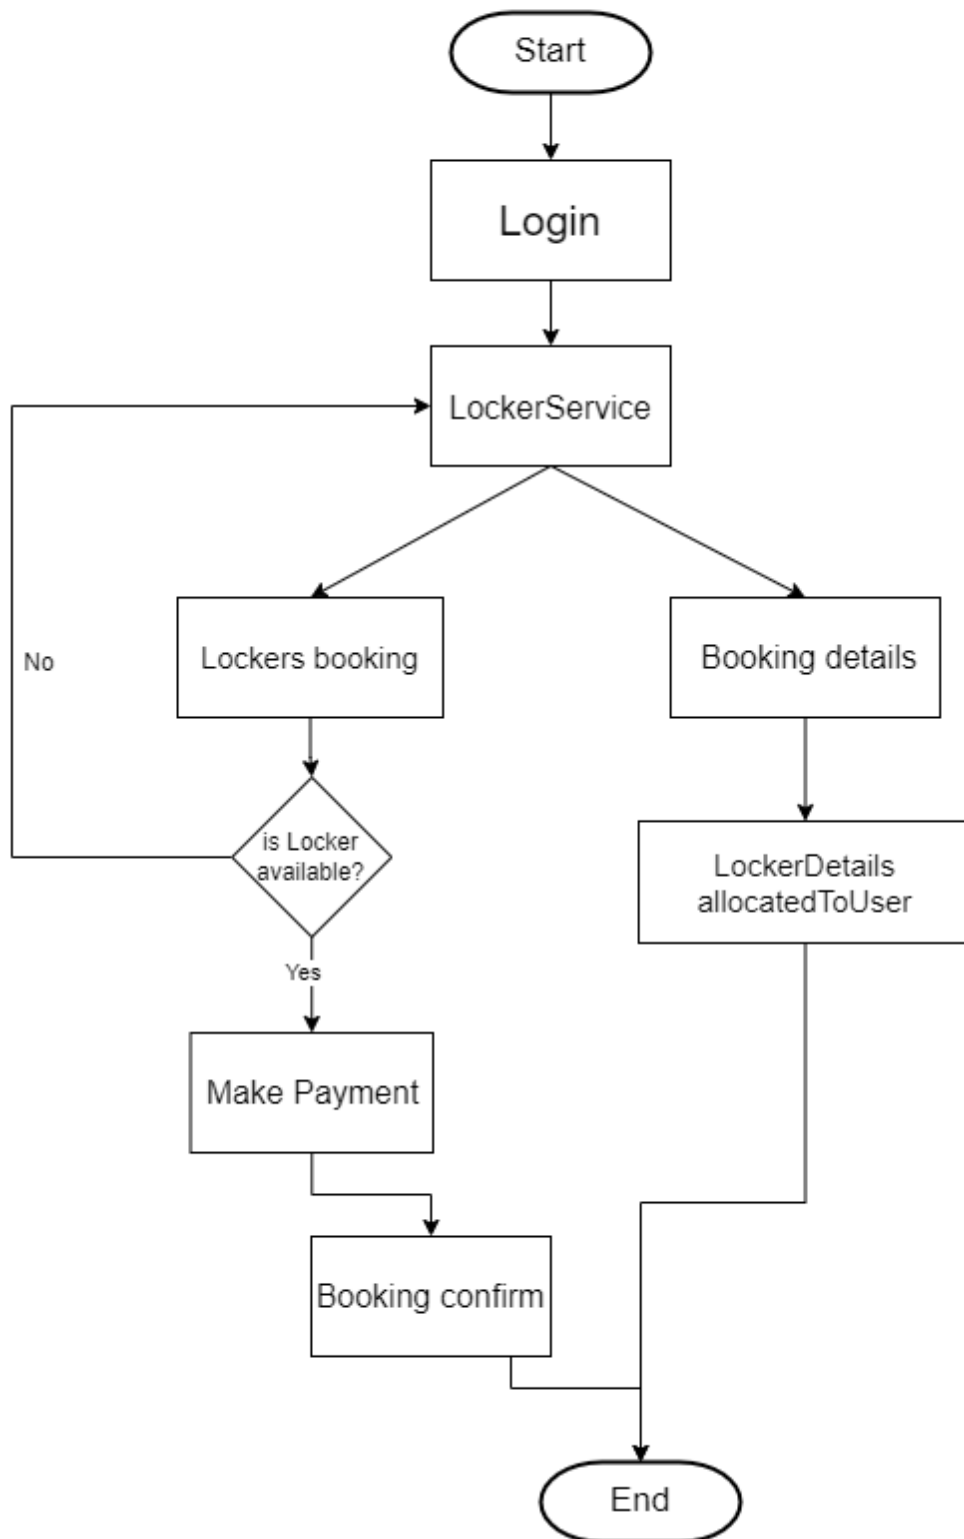 Start
Login
LockerService
Lockers booking
Booking details
No
is Locker
available?
LockerDetails
allocatedToUser
Yes
Make Payment
Booking confirm
End